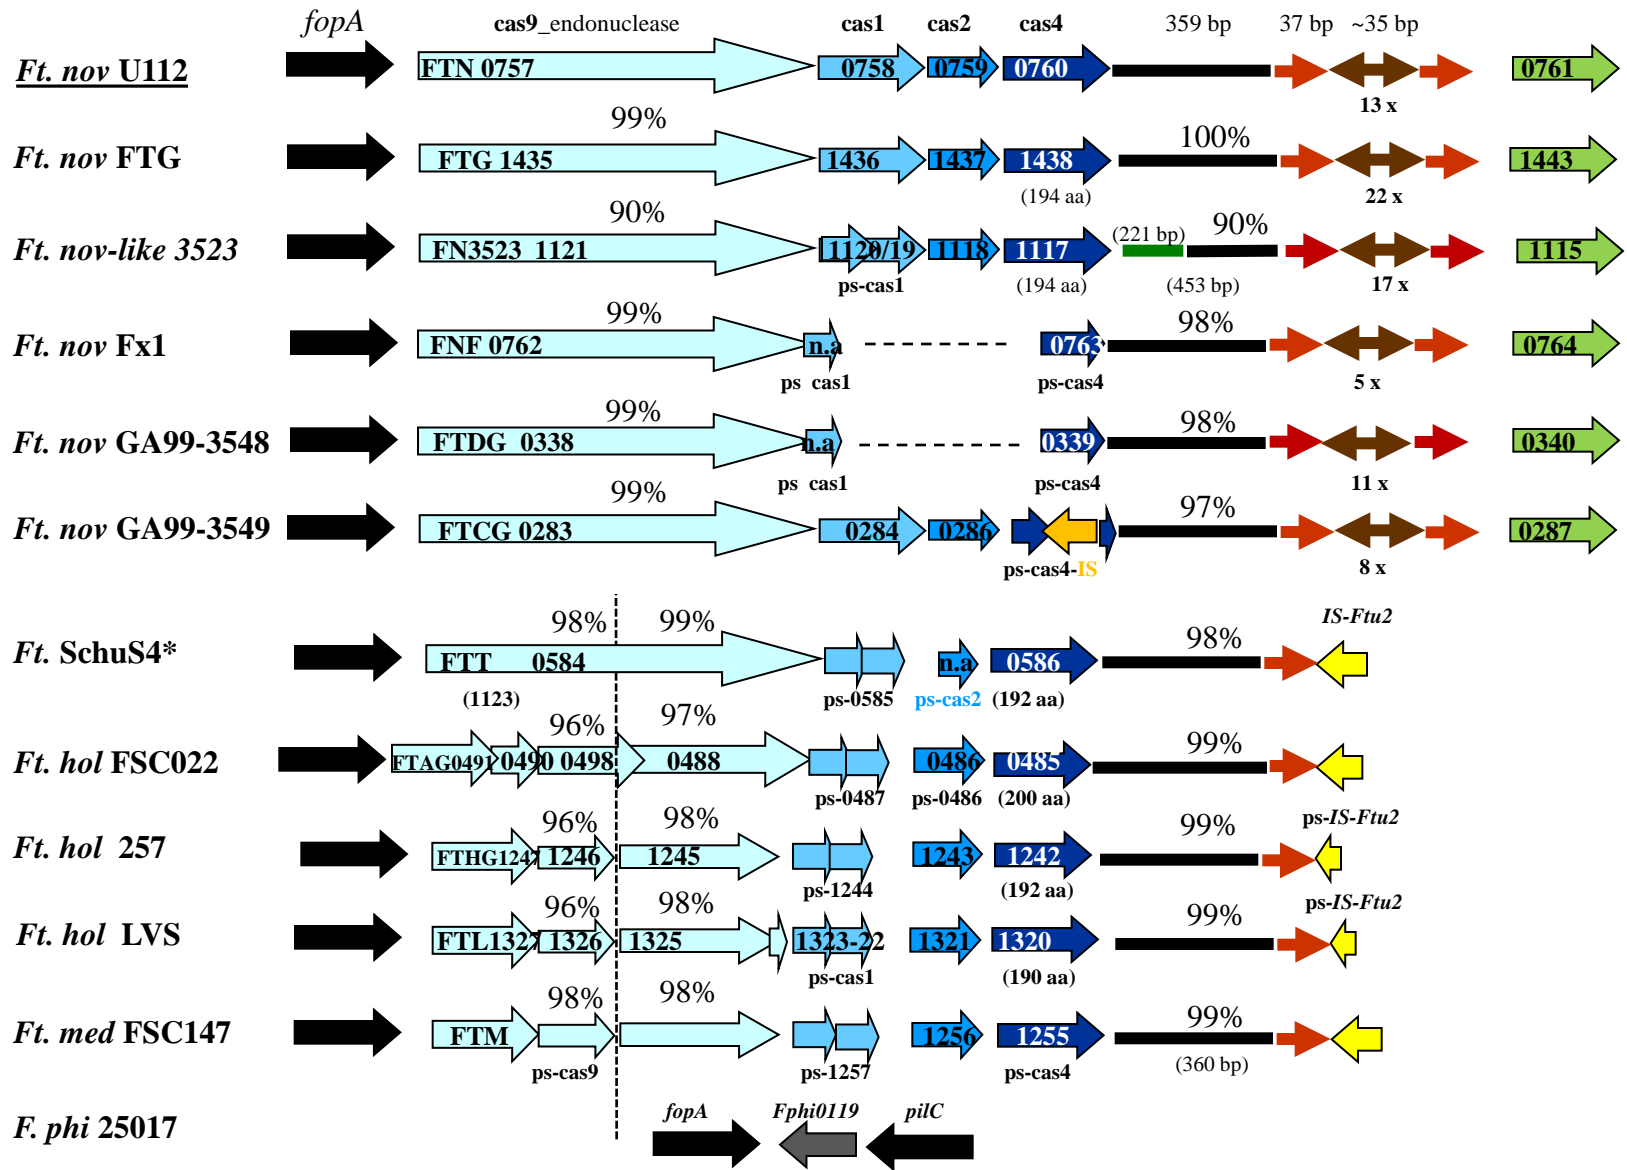 fopA cas9_endonuclease cas1 cas2 cas4 359 bp 37 bp ~35 bp
Ft. nov U112 FTN 0757 0758 0759 0760 0761
13 x
99% 100%
Ft. nov FTG FTG 1435 1436 1437 1438 1443
(194 aa) 22 x
90% (221 bp) 90%
Ft. nov-like 3523 FN3523 1121 1120/19 1118 1117 1115
ps-cas1 (194 aa) (453 bp) 17 x
99% 98%
Ft. nov Fx1 FNF 0762 n.a 0763 0764
ps cas1 ps-cas4 5 x
99% 98%
Ft. nov GA99-3548 FTDG 0338 n.a 0339 0340
ps cas1 ps-cas4 11 x
99% 97%
Ft. nov GA99-3549 FTCG 0283 0284 0286 0287
ps-cas4-IS 8 x
98% 99% 98% IS-Ftu2
Ft. SchuS4* FTT 0584 n.a 0586
(1123) ps-0585 ps-cas2 (192 aa)
96% 97% 99%
Ft. hol FSC022 FTAG0491 0490 0498 0488 0486 0485
ps-0487 ps-0486 (200 aa)
96% 98% 99% ps-IS-Ftu2
Ft. hol 257 FTHG1247 1246 1245 1243 1242
ps-1244 (192 aa)
96% 98% 99% ps-IS-Ftu2
Ft. hol LVS FTL1327 1326 1325 1323-22 1321 1320
ps-cas1 (190 aa)
98% 98% 99%
Ft. med FSC147 FTM 1256 1255
ps-cas9 ps-1257 ps-cas4 (360 bp)
fopA Fphi0119 pilC
F. phi 25017